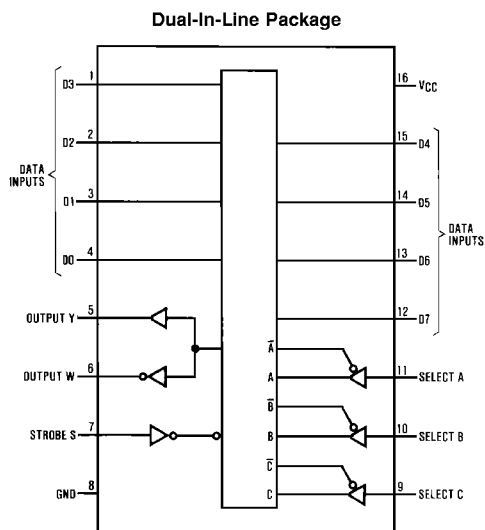 Dual-In-Line Package
D3 1
D2 2
D1 3
D0 4
DATA
INPUTS
OUTPUT Y 5
OUTPUT W 6
STROBE S 7
GND 8
16 VCC
15 D4
14 D5
13 D6
12 D7
DATA
INPUTS
A̅
A
11 SELECT A
B̅
B
10 SELECT B
C̅
C
9 SELECT C